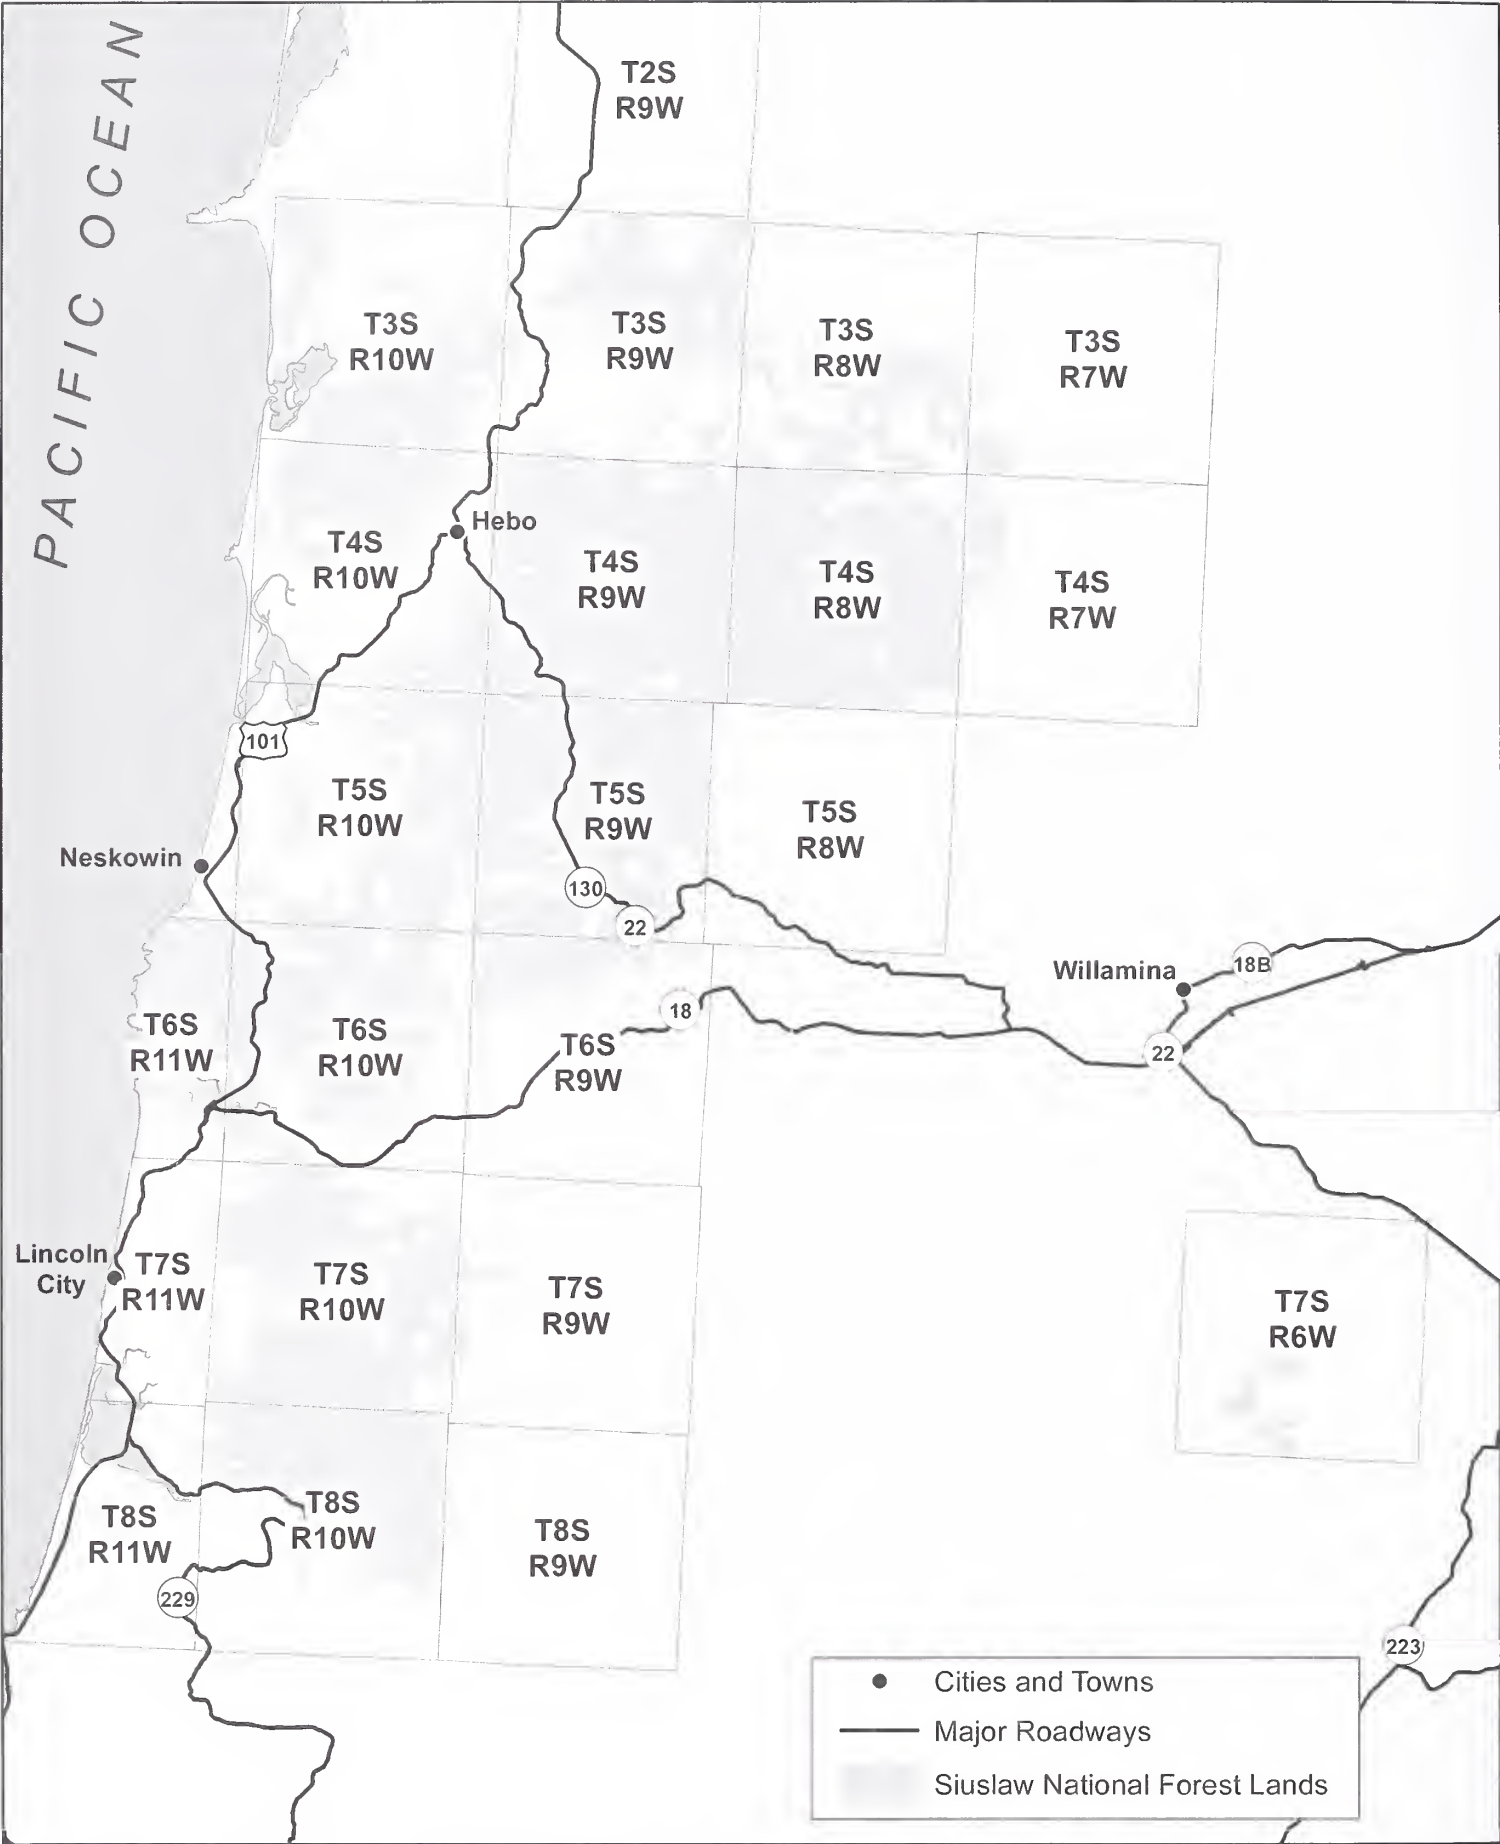 PACIFIC OCEAN
T2S
R9W
T3S
R10W
T3S
R9W
T3S
R8W
T3S
R7W
Hebo
T4S
R10W
T4S
R9W
T4S
R8W
T4S
R7W
101
T5S
R10W
T5S
R9W
T5S
R8W
Neskowin
130
22
Willamina
18B
18
T6S
R11W
T6S
R10W
T6S
R9W
22
Lincoln
City
T7S
R11W
T7S
R10W
T7S
R9W
T7S
R6W
T8S
R11W
T8S
R10W
T8S
R9W
229
223
Cities and Towns
Major Roadways
Siuslaw National Forest Lands